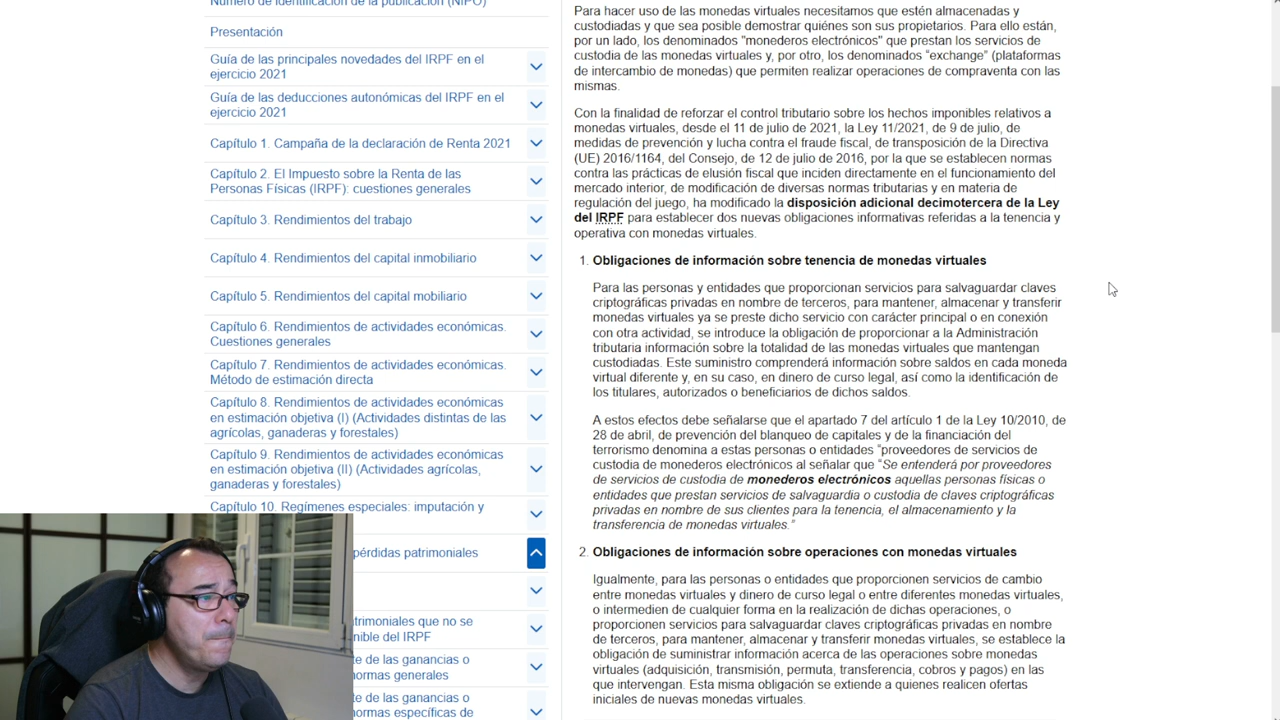 Número de identificación de la publicación (NIPO)
Presentación
Guía de las principales novedades del IRPF en el
ejercicio 2021
Guía de las deducciones autonómicas del IRPF en el
ejercicio 2021
Capítulo 1. Campaña de la declaración de Renta 2021
Capítulo 2. El Impuesto sobre la Renta de las
Personas Físicas (IRPF): cuestiones generales
Capítulo 3. Rendimientos del trabajo
Capítulo 4. Rendimientos del capital inmobiliario
Capítulo 5. Rendimientos del capital mobiliario
Capítulo 6. Rendimientos de actividades económicas.
Cuestiones generales
Capítulo 7. Rendimientos de actividades económicas.
Método de estimación directa
Capítulo 8. Rendimientos de actividades económicas
en estimación objetiva (I) (Actividades distintas de las
agrícolas, ganaderas y forestales)
Capítulo 9. Rendimientos de actividades económicas
en estimación objetiva (II) (Actividades agrícolas,
ganaderas y forestales)
Capítulo 10. Regímenes especiales: imputación y
pérdidas patrimoniales
trimoniales que no se
nible del IRPF
te de las ganancias o
normas generales
te de las ganancias o
normas específicas de
Para hacer uso de las monedas virtuales necesitamos que estén almacenadas y
custodiadas y que sea posible demostrar quiénes son sus propietarios. Para ello están,
por un lado, los denominados "monederos electrónicos" que prestan los servicios de
custodia de las monedas virtuales y, por otro, los denominados "exchange" (plataformas
de intercambio de monedas) que permiten realizar operaciones de compraventa con las
mismas.
Con la finalidad de reforzar el control tributario sobre los hechos imponibles relativos a
monedas virtuales, desde el 11 de julio de 2021, la Ley 11/2021, de 9 de julio, de
medidas de prevención y lucha contra el fraude fiscal, de transposición de la Directiva
(UE) 2016/1164, del Consejo, de 12 de julio de 2016, por la que se establecen normas
contra las prácticas de elusión fiscal que inciden directamente en el funcionamiento del
mercado interior, de modificación de diversas normas tributarias y en materia de
regulación del juego, ha modificado la disposición adicional decimotercera de la Ley
del IRPF para establecer dos nuevas obligaciones informativas referidas a la tenencia y
operativa con monedas virtuales.
1. Obligaciones de información sobre tenencia de monedas virtuales
Para las personas y entidades que proporcionan servicios para salvaguardar claves
criptográficas privadas en nombre de terceros, para mantener, almacenar y transferir
monedas virtuales ya se preste dicho servicio con carácter principal o en conexión
con otra actividad, se introduce la obligación de proporcionar a la Administración
tributaria información sobre la totalidad de las monedas virtuales que mantengan
custodiadas. Este suministro comprenderá información sobre saldos en cada moneda
virtual diferente y, en su caso, en dinero de curso legal, así como la identificación de
los titulares, autorizados o beneficiarios de dichos saldos.
A estos efectos debe señalarse que el apartado 7 del artículo 1 de la Ley 10/2010, de
28 de abril, de prevención del blanqueo de capitales y de la financiación del
terrorismo denomina a estas personas o entidades "proveedores de servicios de
custodia de monederos electrónicos al señalar que "Se entenderá por proveedores
de servicios de custodia de monederos electrónicos aquellas personas físicas o
entidades que prestan servicios de salvaguardia o custodia de claves criptográficas
privadas en nombre de sus clientes para la tenencia, el almacenamiento y la
transferencia de monedas virtuales."
2. Obligaciones de información sobre operaciones con monedas virtuales
Igualmente, para las personas o entidades que proporcionen servicios de cambio
entre monedas virtuales y dinero de curso legal o entre diferentes monedas virtuales,
o intermedien de cualquier forma en la realización de dichas operaciones, o
proporcionen servicios para salvaguardar claves criptográficas privadas en nombre
de terceros, para mantener, almacenar y transferir monedas virtuales, se establece la
obligación de suministrar información acerca de las operaciones sobre monedas
virtuales (adquisición, transmisión, permuta, transferencia, cobros y pagos) en las
que intervengan. Esta misma obligación se extiende a quienes realicen ofertas
iniciales de nuevas monedas virtuales.